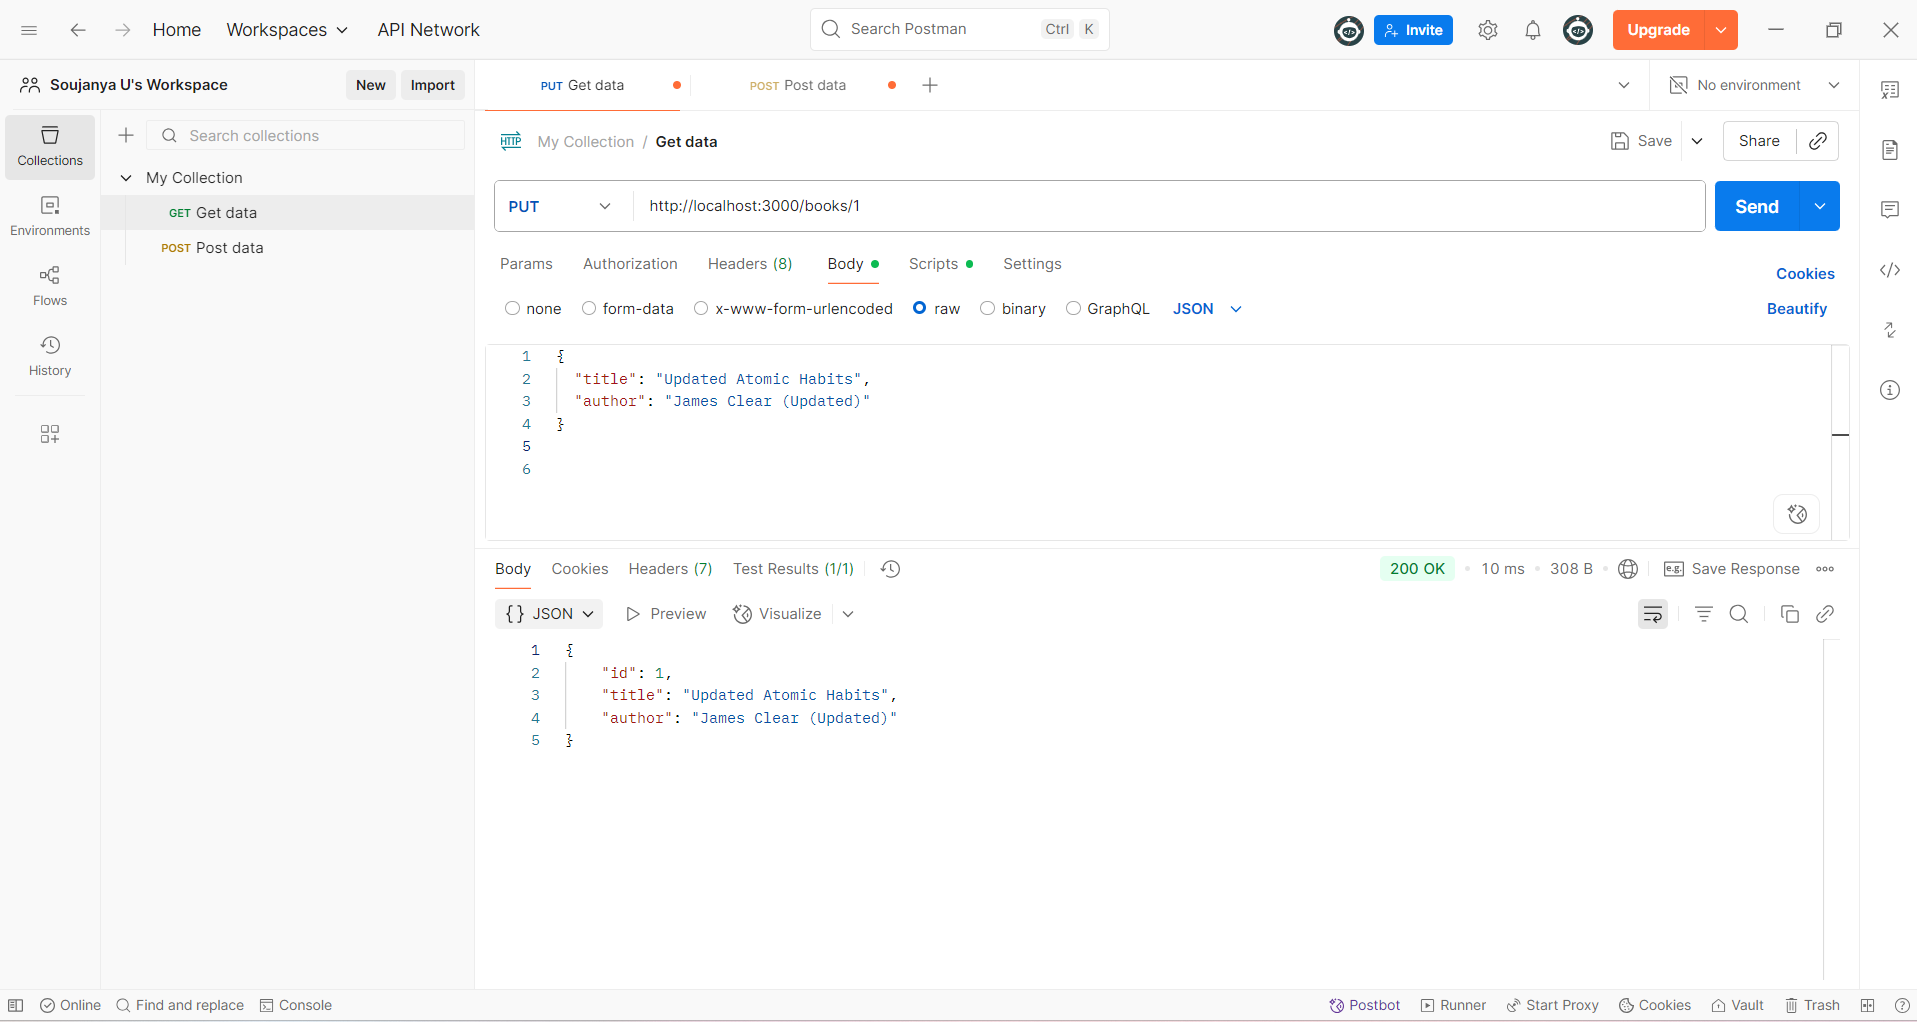 Home Workspaces API Network Search Postman Ctrl K Invite Upgrade
Soujanya U's Workspace New Import PUT Get data POST Post data No environment
Collections
Search collections
HTTP My Collection / Get data Save Share
My Collection
GET Get data
POST Post data
Environments
Flows
History
PUT http://localhost:3000/books/1 Send
Params Authorization Headers (8) Body Scripts Settings Cookies
none form-data x-www-form-urlencoded raw binary GraphQL JSON Beautify
1 {
2 "title": "Updated Atomic Habits",
3 "author": "James Clear (Updated)"
4 }
5
6
Body Cookies Headers (7) Test Results (1/1) 200 OK • 10 ms • 308 B • e.g. Save Response
{} JSON Preview Visualize
1 {
2 "id": 1,
3 "title": "Updated Atomic Habits",
4 "author": "James Clear (Updated)"
5 }
Online Find and replace Console Postbot Runner Start Proxy Cookies Vault Trash